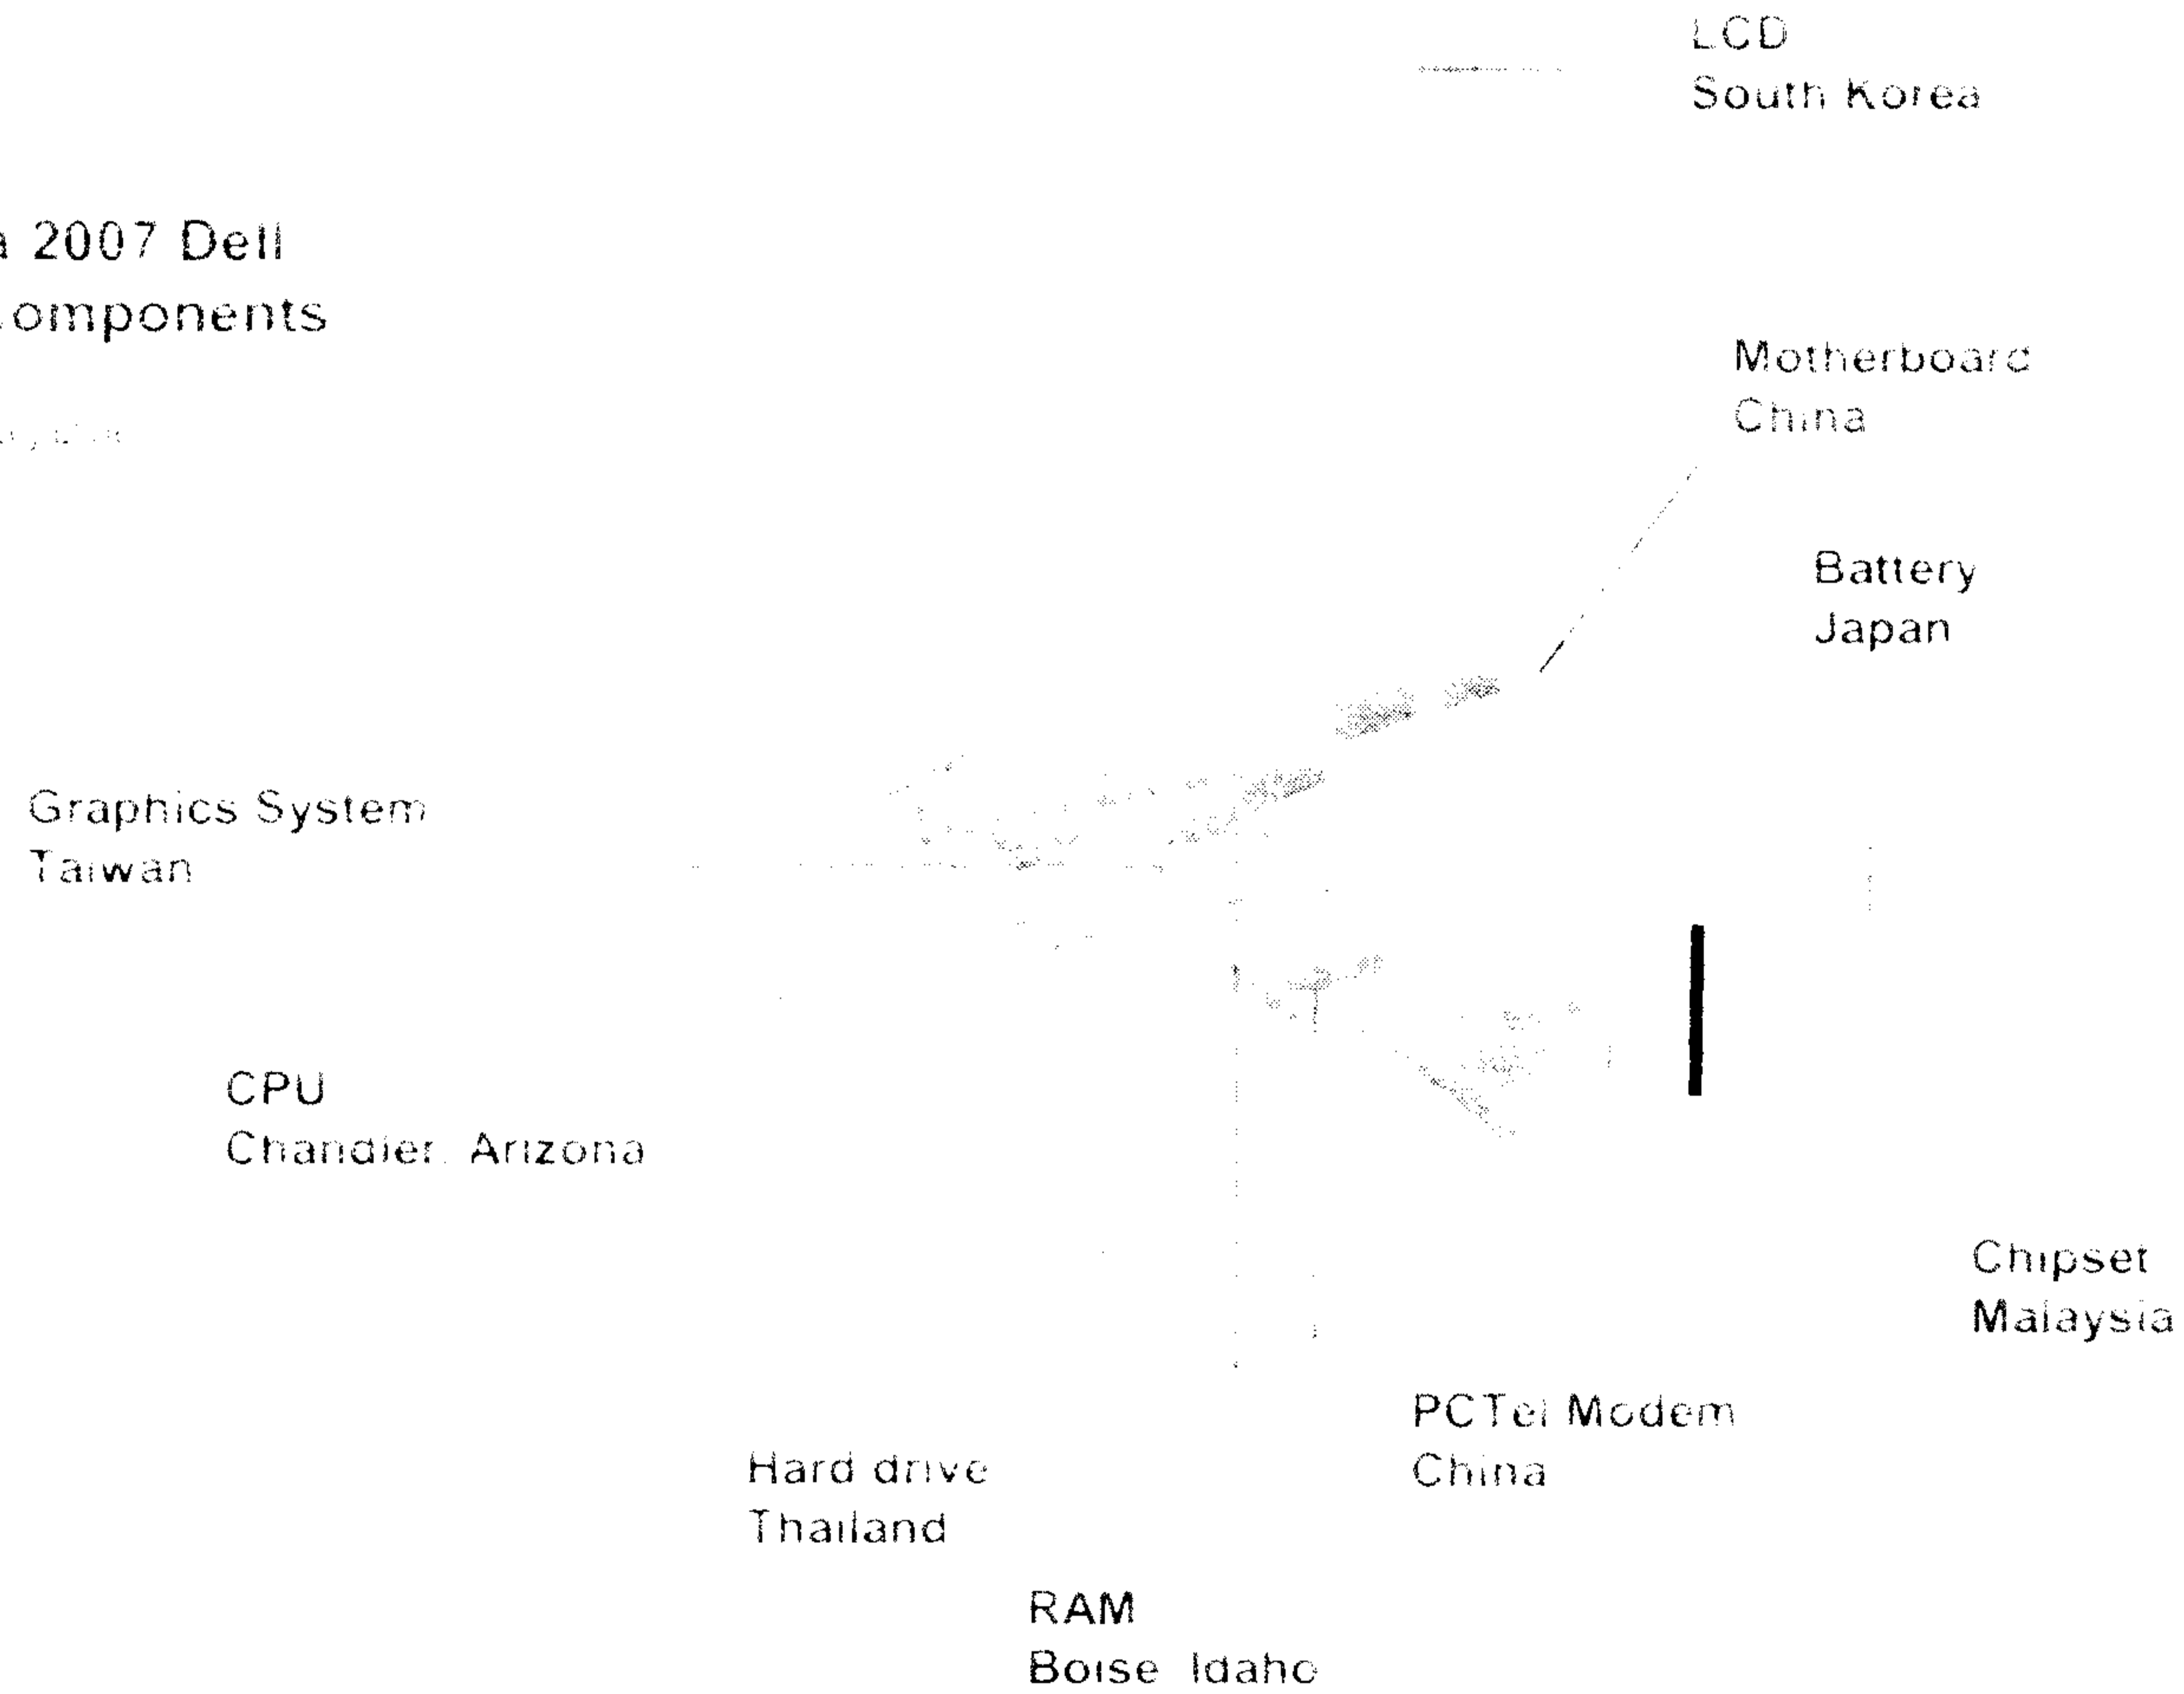 2007 Dell
omponents
LCD
South Korea
Motherboard
China
Battery
Japan
Graphics System
Taiwan
CPU
Chandler, Arizona
Chipset
Malaysia
PCTel Modem
China
Hard drive
Thailand
RAM
Boise Idaho